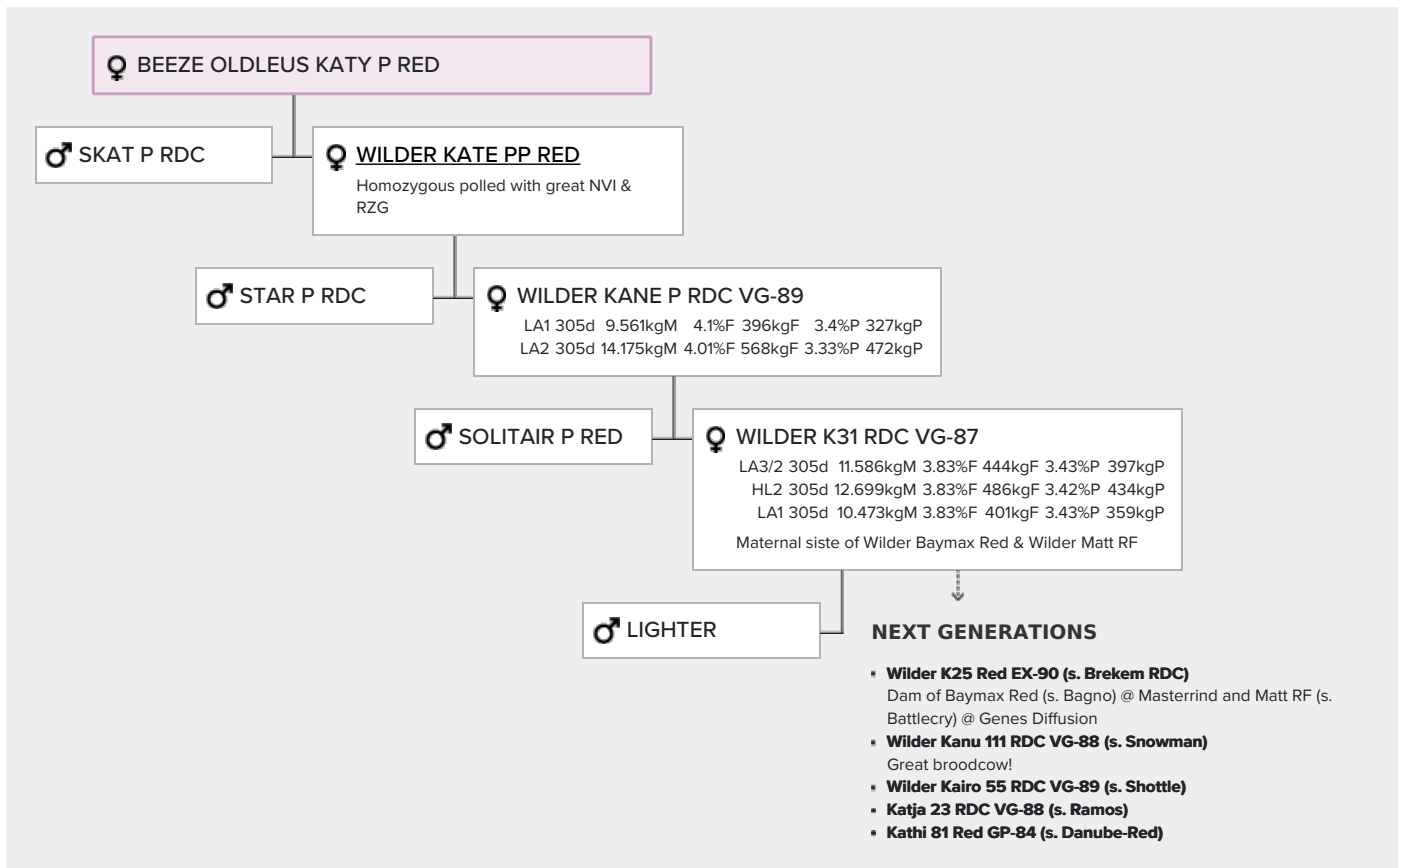 BEEZE OLDLEUS KATY P RED
SKAT P RDC
WILDER KATE PP RED
Homozygous polled with great NVI &
RZG
STAR P RDC
WILDER KANE P RDC VG-89
LA1 305d 9.561kgM 4.1%F 396kgF 3.4%P 327kgP
LA2 305d 14.175kgM 4.01%F 568kgF 3.33%P 472kgP
SOLITAIR P RED
WILDER K31 RDC VG-87
LA3/2 305d 11.586kgM 3.83%F 444kgF 3.43%P 397kgP
HL2 305d 12.699kgM 3.83%F 486kgF 3.42%P 434kgP
LA1 305d 10.473kgM 3.83%F 401kgF 3.43%P 359kgP
Maternal siste of Wilder Baymax Red & Wilder Matt RF
LIGHTER
NEXT GENERATIONS
Wilder K25 Red EX-90 (s. Brekem RDC)
Dam of Baymax Red (s. Bagno) @ Masterrind and Matt RF (s.
Battlecry) @ Genes Diffusion
Wilder Kanu 111 RDC VG-88 (s. Snowman)
Great broodcow!
Wilder Kairo 55 RDC VG-89 (s. Shottle)
Katja 23 RDC VG-88 (s. Ramos)
Kathi 81 Red GP-84 (s. Danube-Red)